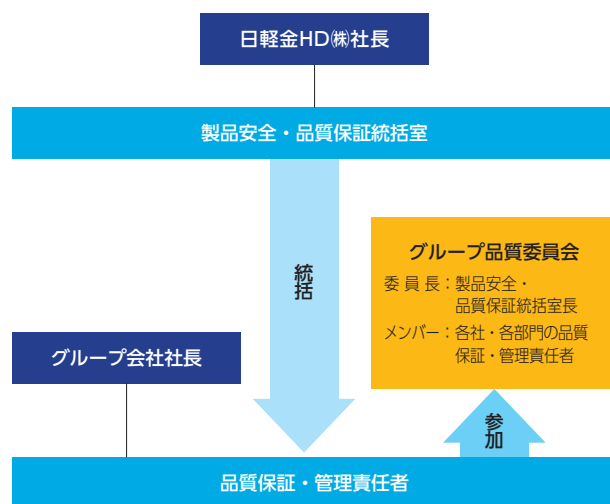 日軽金HD㈱社長
製品安全・品質保証統括室
統括
グループ品質委員会
委員長：製品安全・
品質保証統括室長
メンバー：各社・各部門の品質
保証・管理責任者
グループ会社社長
参加
品質保証・管理責任者